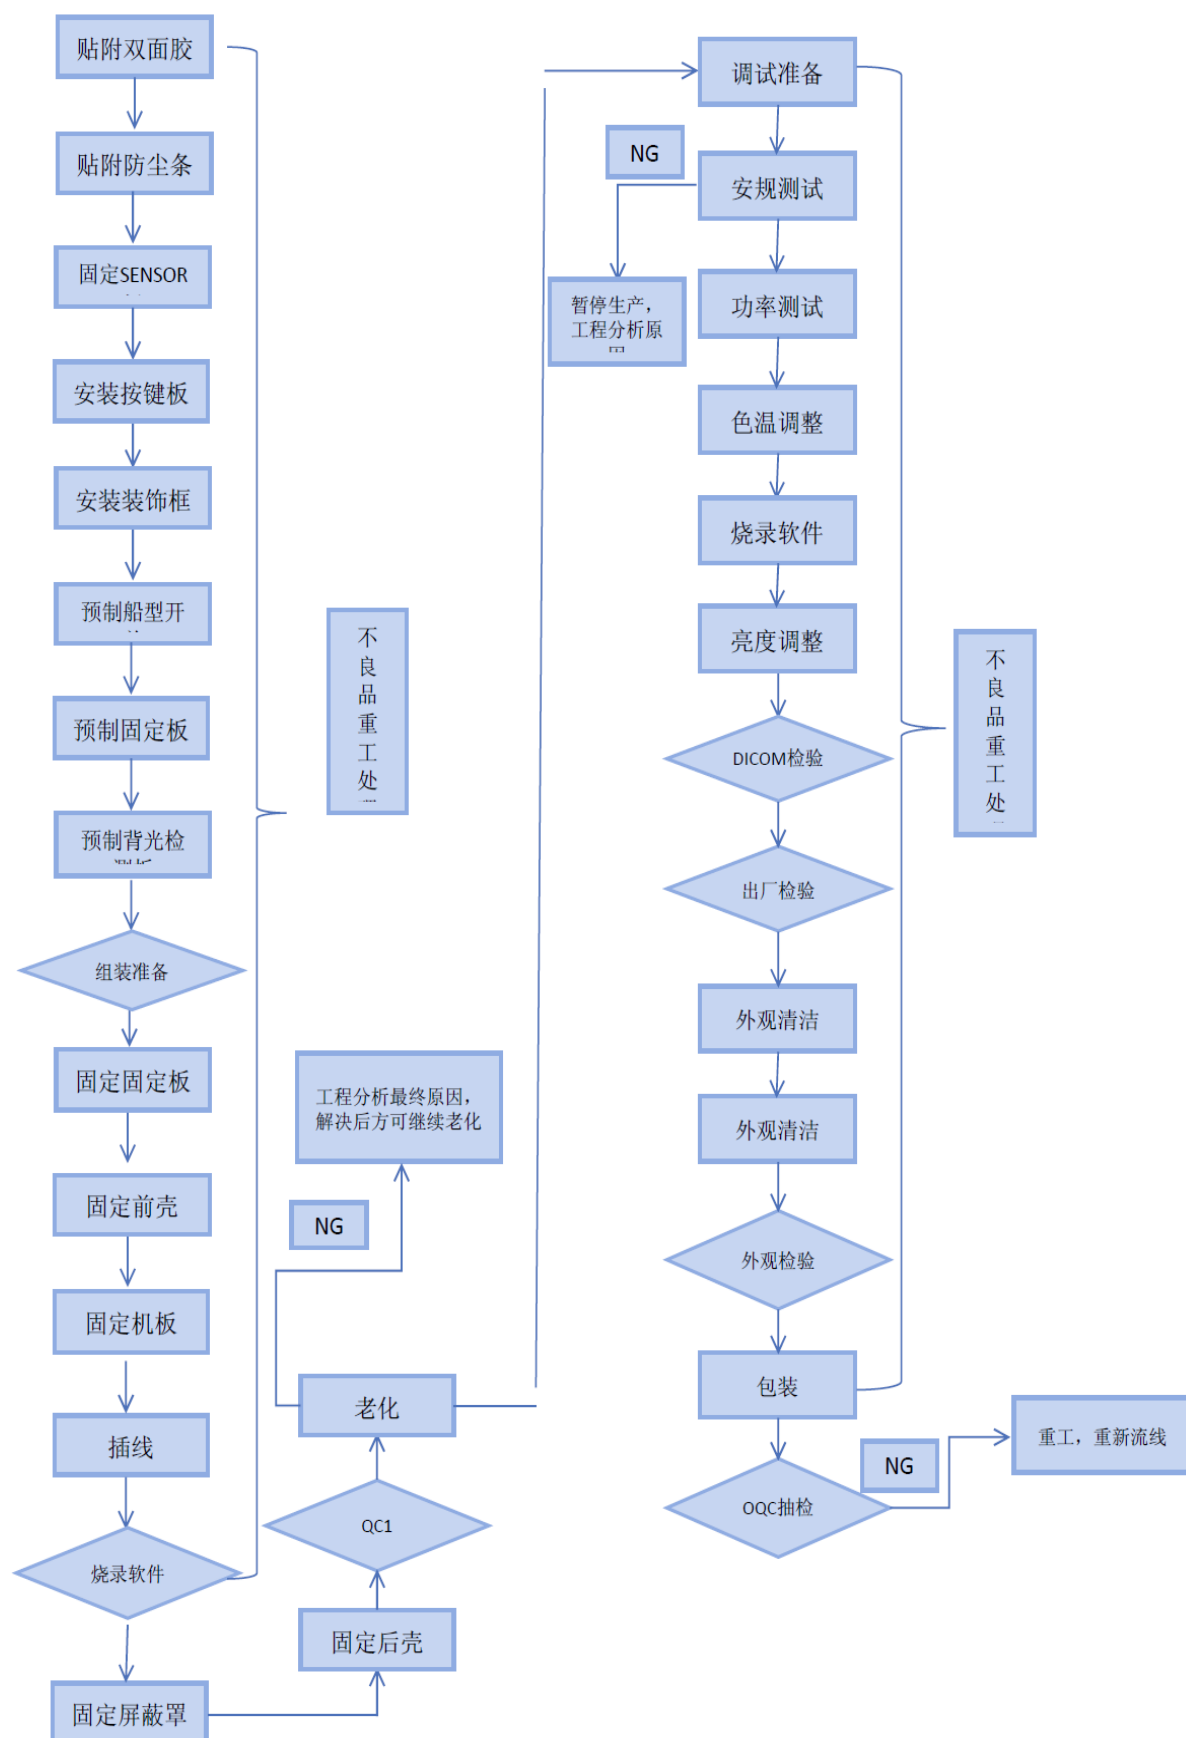 贴附双面胶
贴附防尘条
固定SENSOR
安装按键板
安装装饰框
预制船型开
预制固定板
预制背光检
组装准备
固定固定板
固定前壳
固定机板
插线
烧录软件
固定屏蔽罩
不
良
品
重
工
处
工程分析最终原因，
解决后方可继续老化
NG
老化
QC1
固定后壳
调试准备
NG
安规测试
暂停生产，
工程分析原
功率测试
色温调整
烧录软件
亮度调整
DICOM检验
出厂检验
外观清洁
外观清洁
外观检验
包装
NG
OQC抽检
重工，重新流线
不
良
品
重
工
处